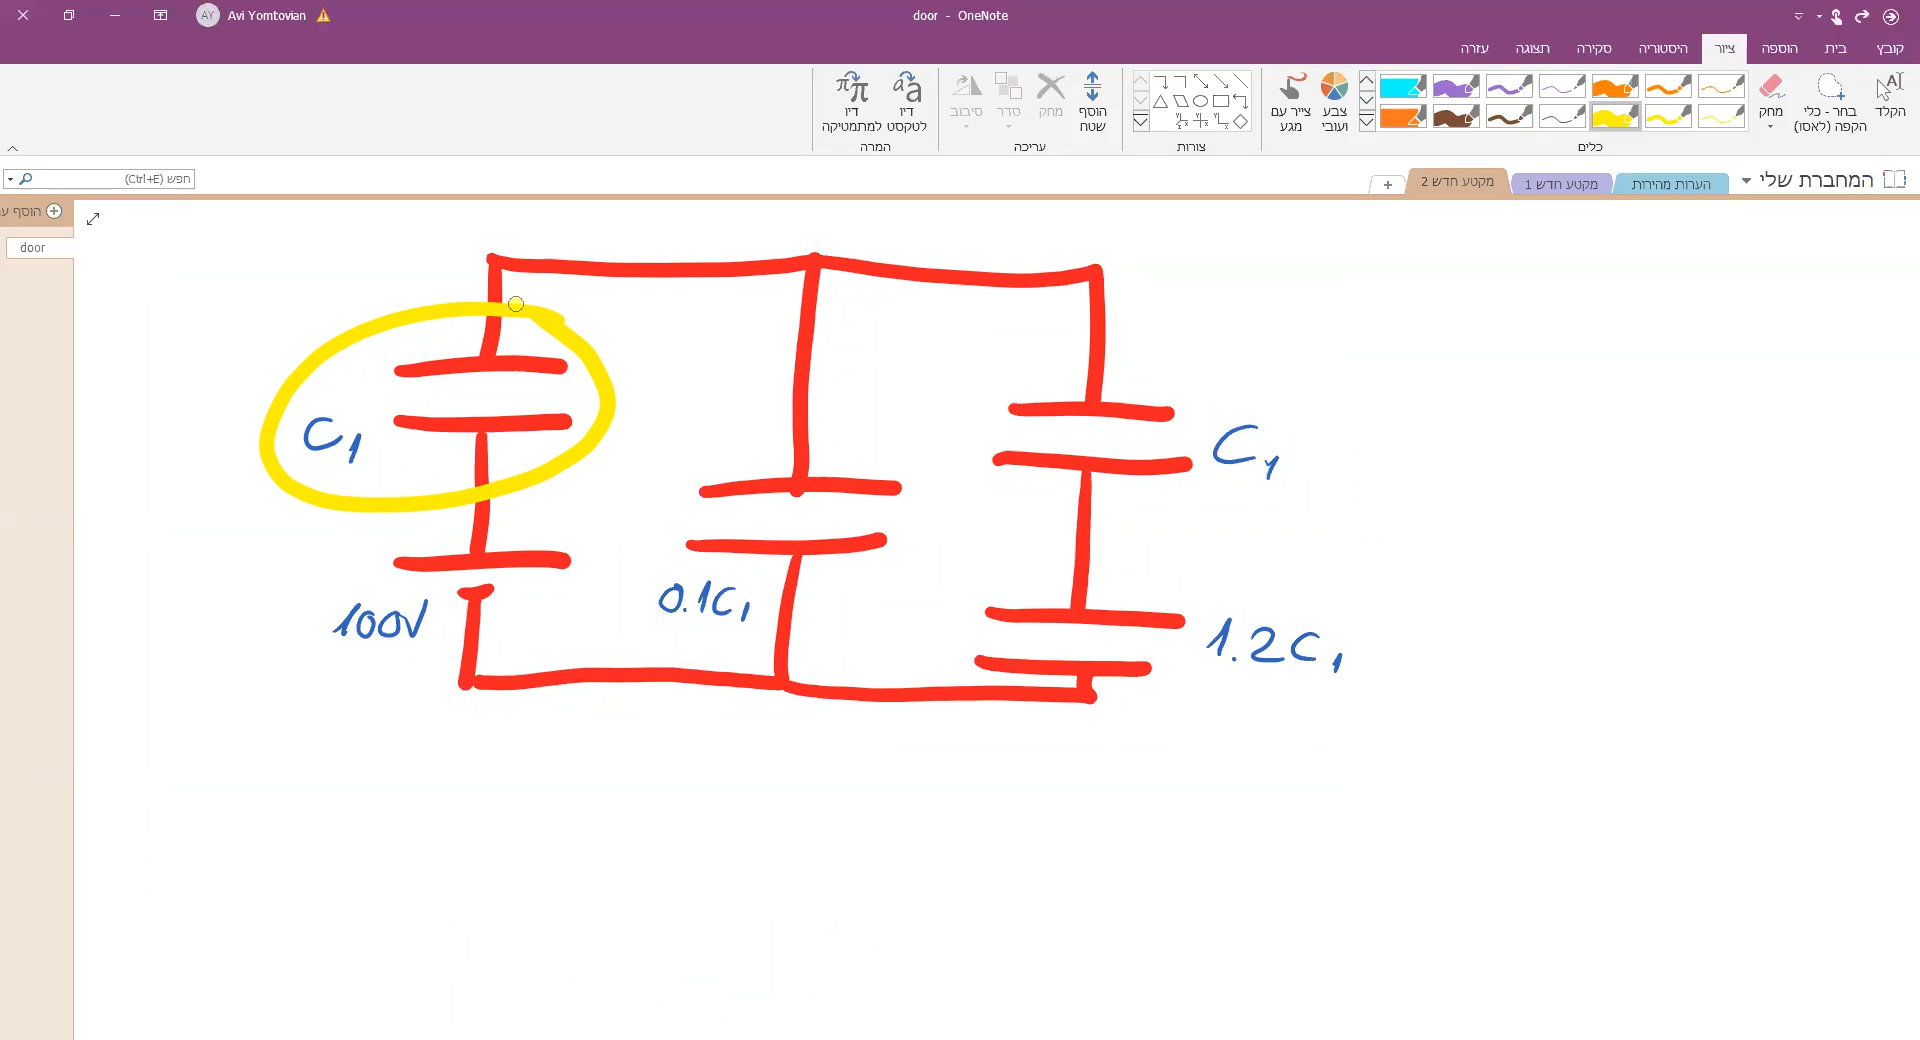 AY Avi Yomtovian
door - OneNote
קובץ בית הוספה ציור היסטוריה סקירה תצוגה עזרה
הקלד
בחר - כלי הקפה (לאסו)
מחק
כלים
צבע ועובי
צייר עם מגע
צורות
הוסף שטח
מחק
סדר
סיבוב
עריכה
דיו לטקסט
דיו למתמטיקה
המרה
המחברת שלי
הערות מהירות
מקטע חדש 1
מקטע חדש 2
+
חפש (Ctrl+E)
הוסף
door
C1
C1
100V
0.1C1
1.2C1